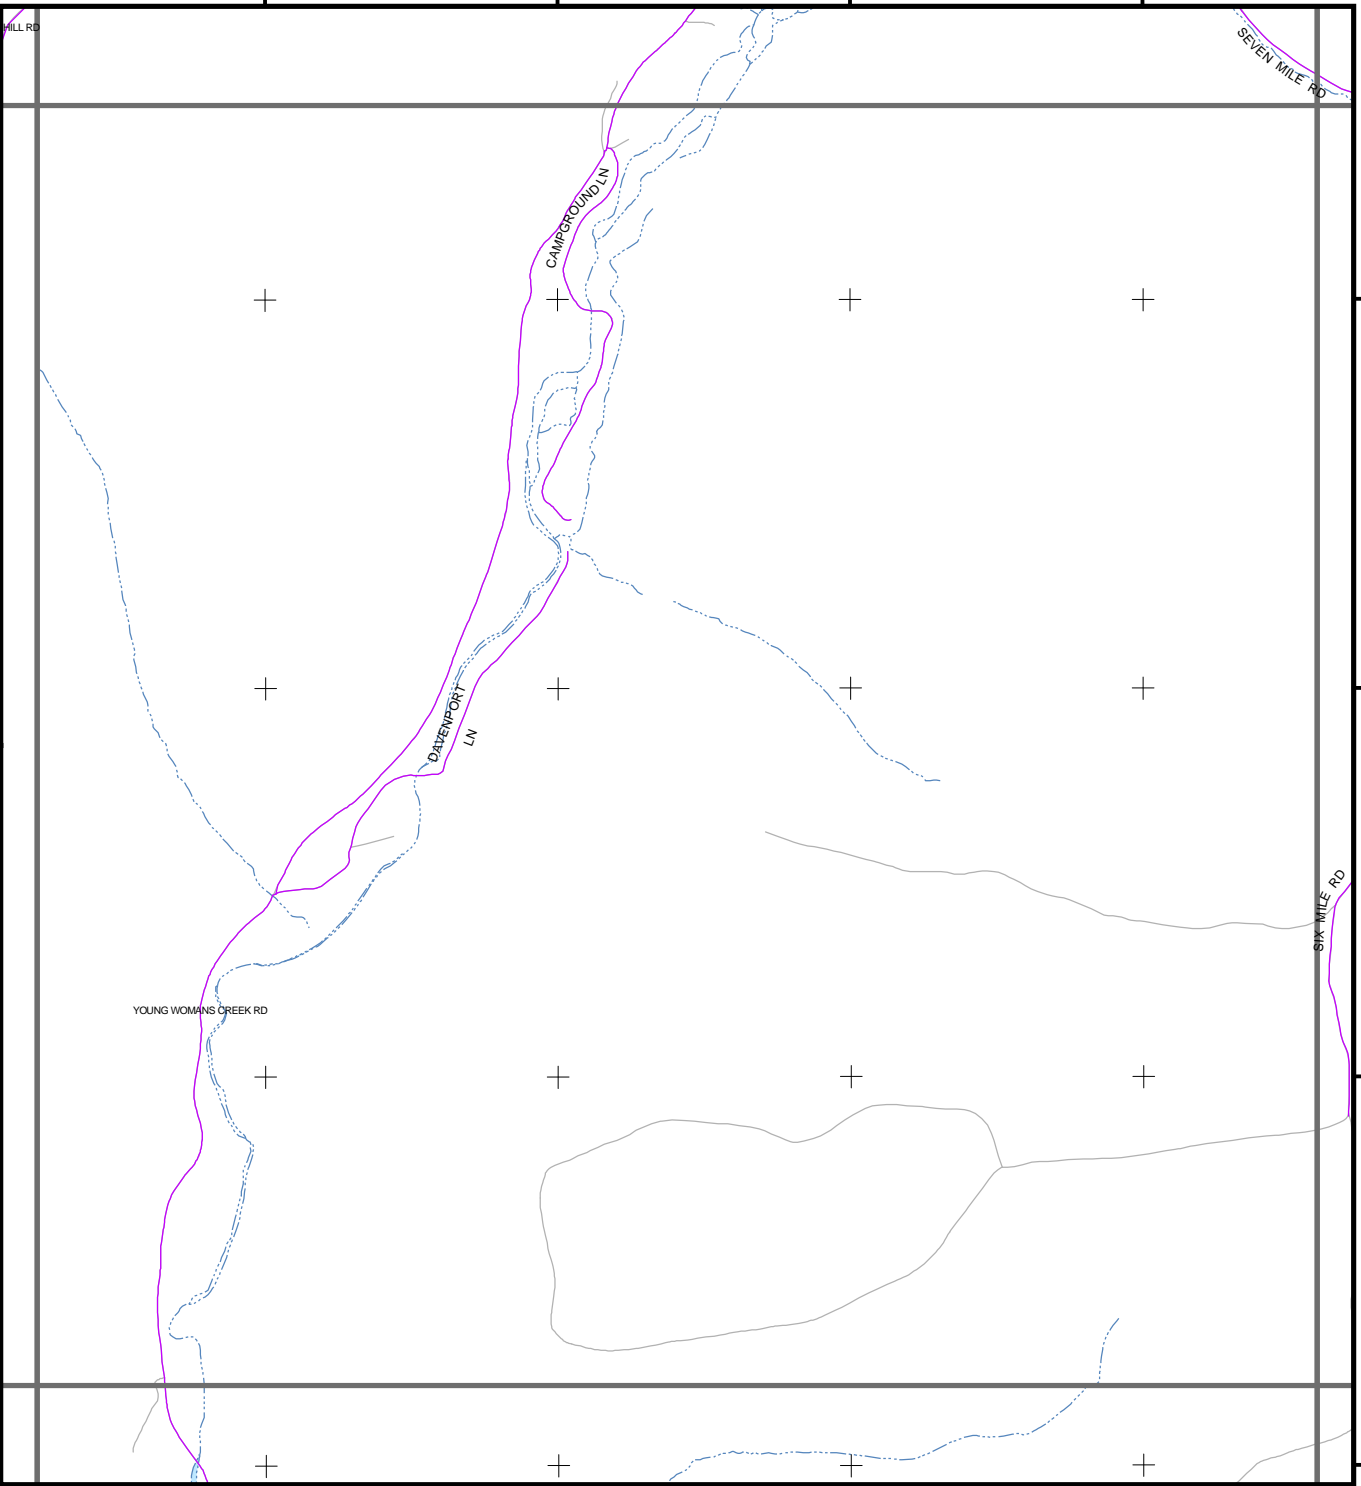 HILL RD
SEVEN MILE RD
CAMPGROUND LN
DAVENPORT
LN
SIX MILE RD
YOUNG WOMANS CREEK RD